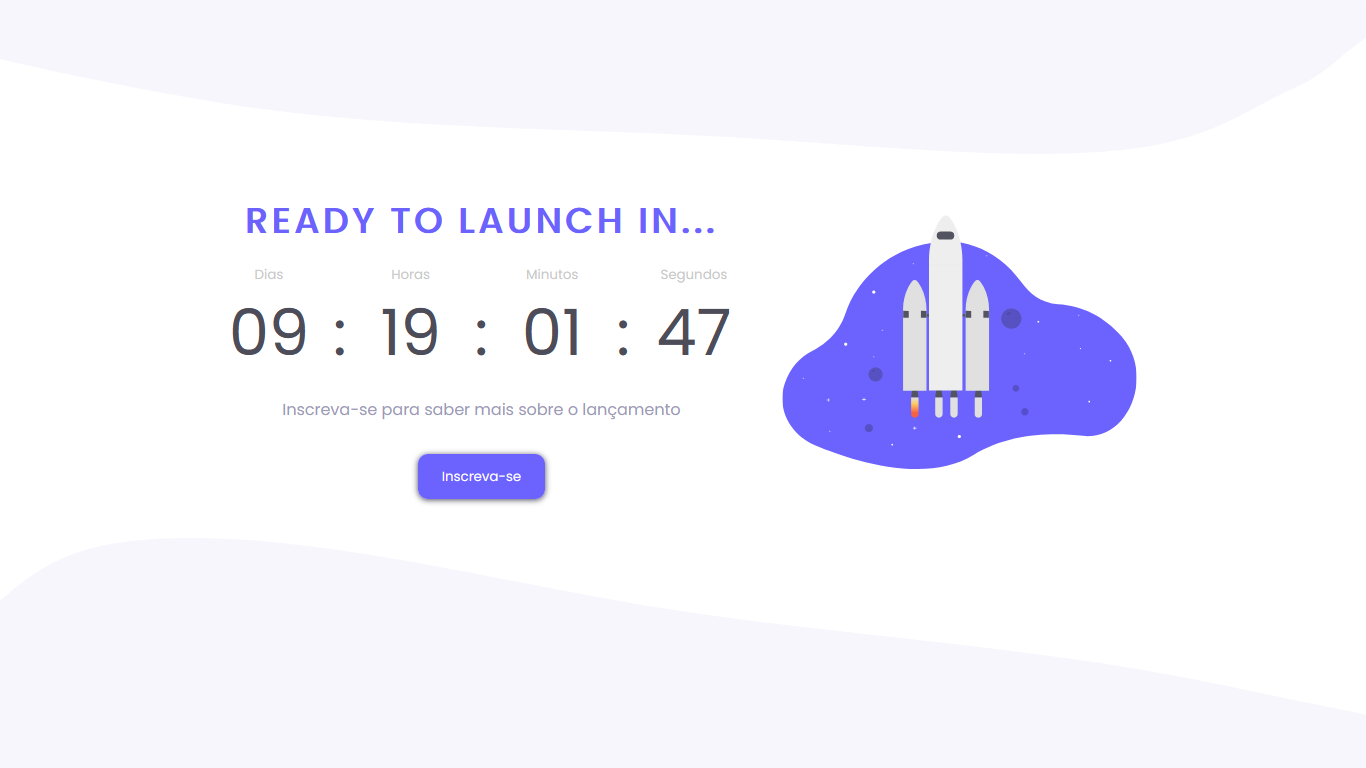 READY TO LAUNCH IN...
Dias Horas Minutos Segundos
09 : 19 : 01 : 47
Inscreva-se para saber mais sobre o lançamento
Inscreva-se